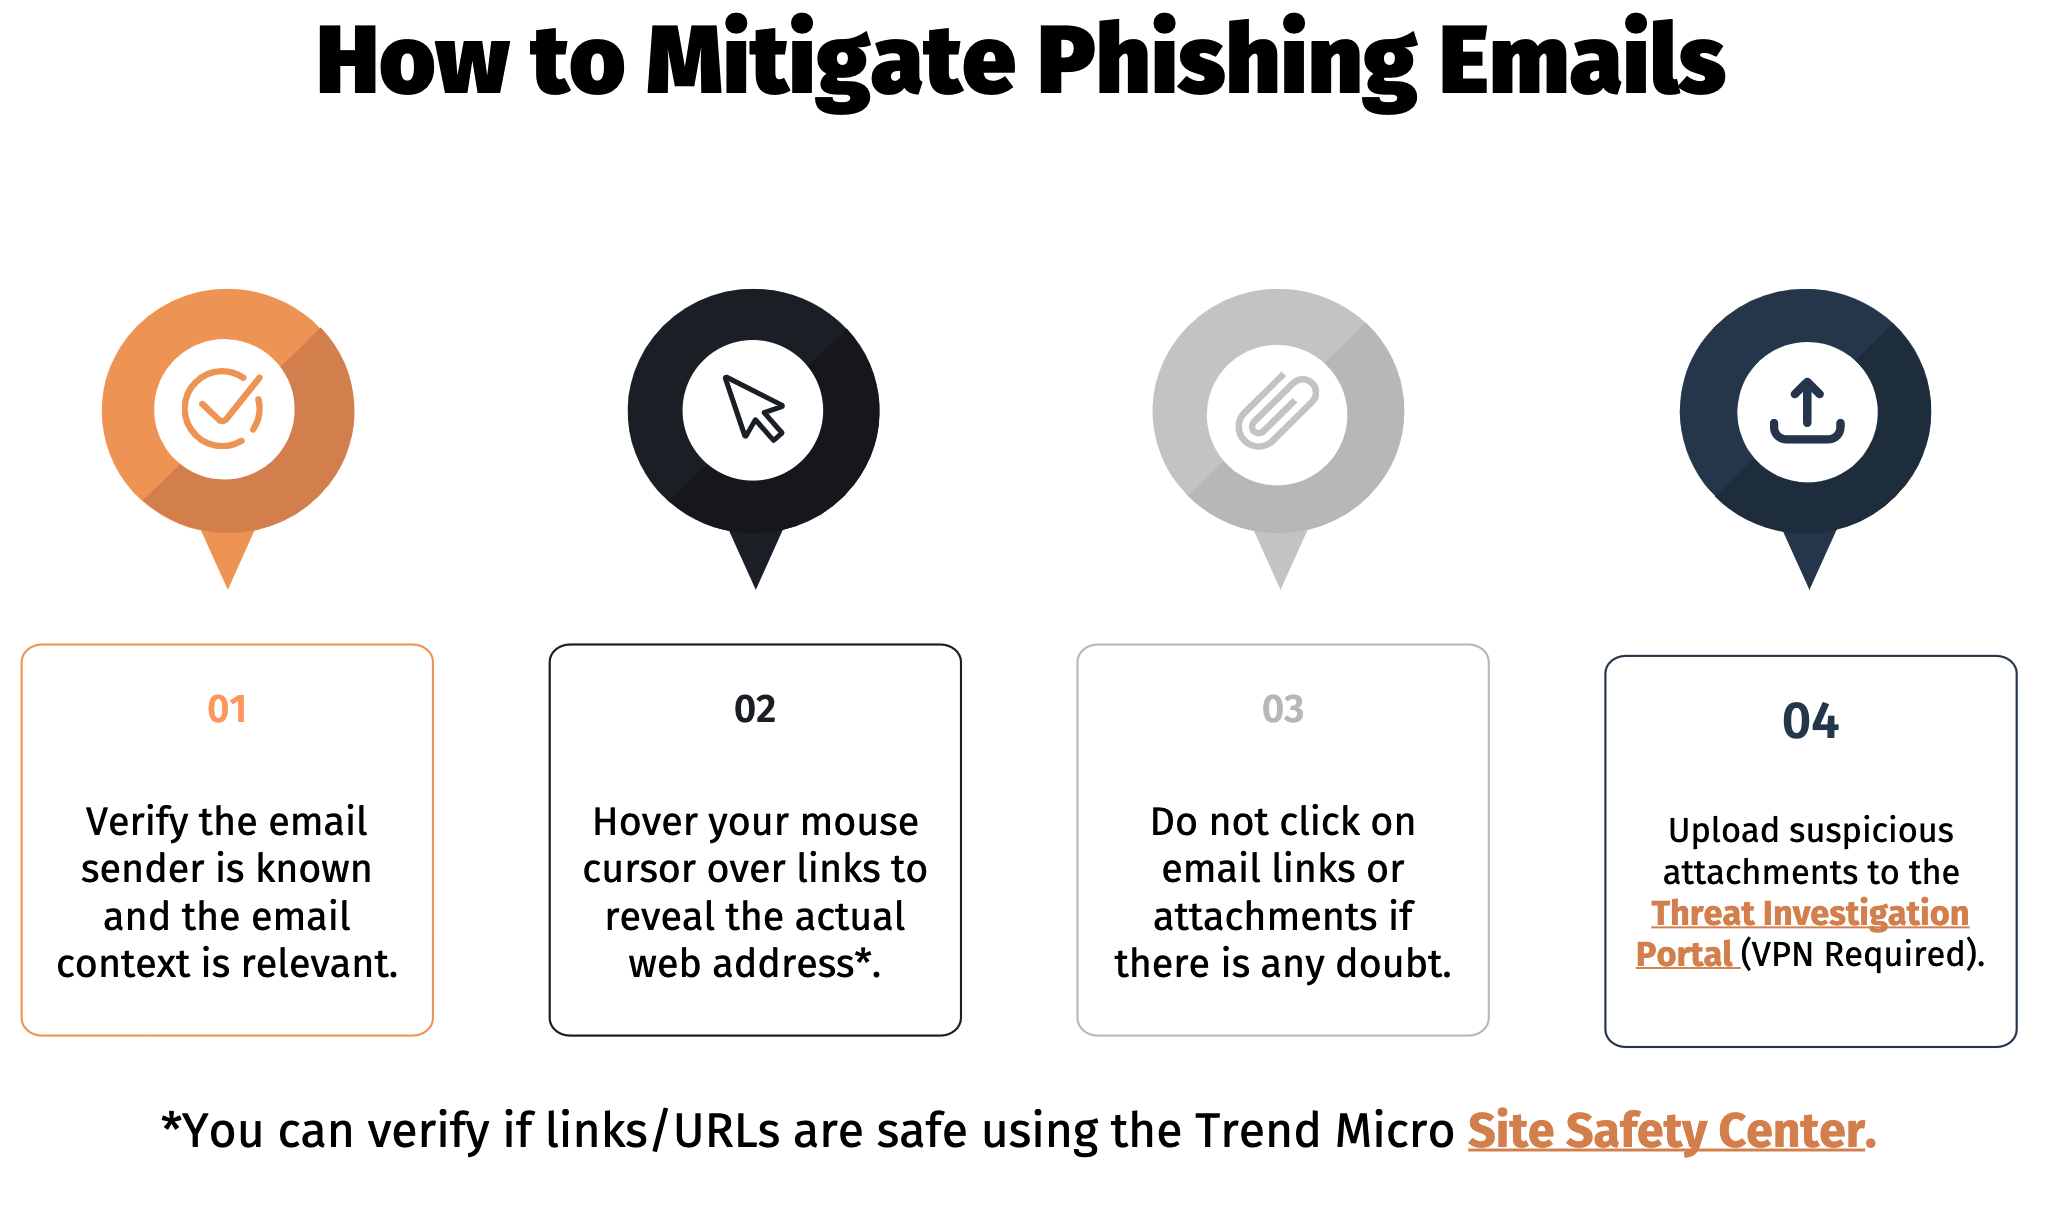 How to Mitigate Phishing Emails
01
Verify the email
sender is known
and the email
context is relevant.
02
Hover your mouse
cursor over links to
reveal the actual
web address*.
03
Do not click on
email links or
attachments if
there is any doubt.
04
Upload suspicious
attachments to the
Threat Investigation
Portal (VPN Required).
*You can verify if links/URLs are safe using the Trend Micro Site Safety Center.